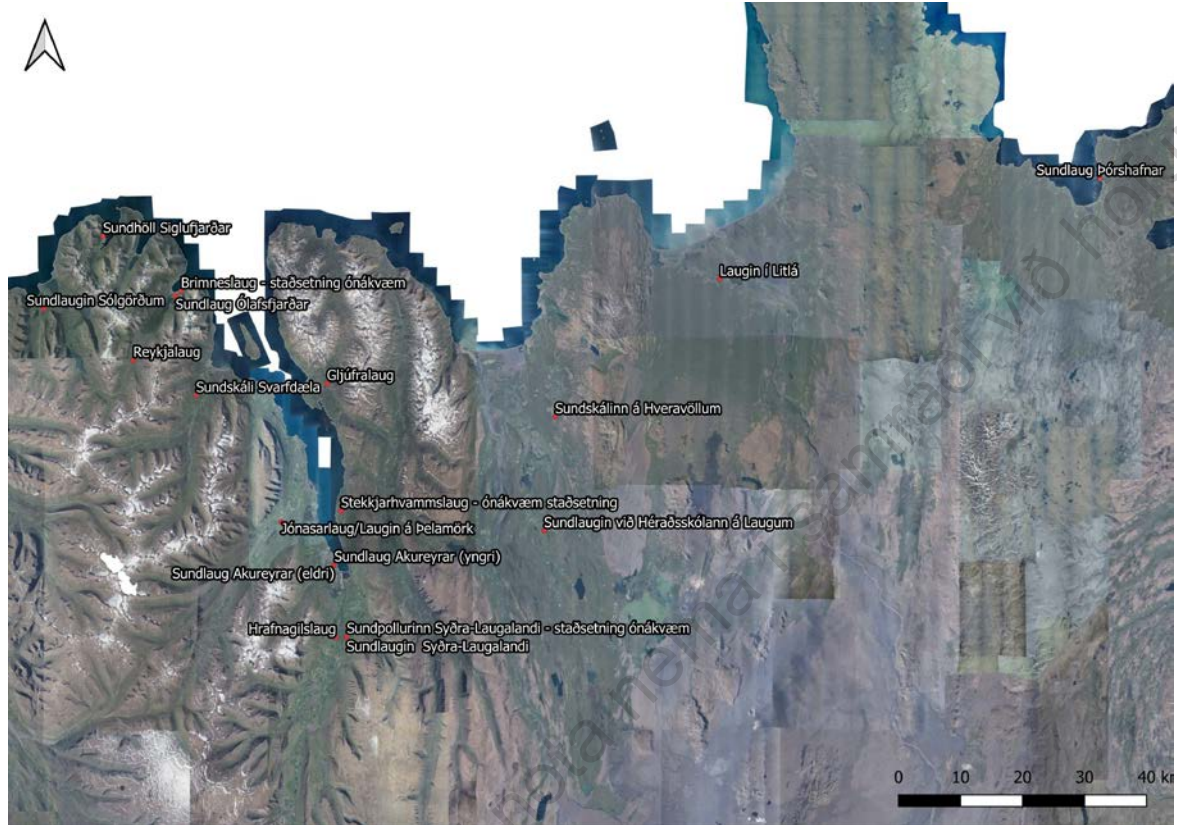 Sundlaug Þórshafnar
Sundhöll Siglufjarðar
Laugin í Litlá
Brimneslaug - staðsetning ónákvæm
Sundlaugin Sólgörðum
Sundlaug Ólafsfjarðar
Reykjalaug
Gljúfralaug
Sundskáli Svarfdæla
Sundskálinn á Hveravöllum
Stekkjarhvammslaug - ónákvæm staðsetning
Jónasarlaug/Laugin á Þelamörk
Sundlaugin við Héraðsskólann á Laugum
Sundlaug Akureyrar (yngri)
Sundlaug Akureyrar (eldri)
Hrafnagilslaug
Sundpollurinn Syðra-Laugalandi - staðsetning ónákvæm
Sundlaugin Syðra-Laugalandi
0 10 20 30 40 km